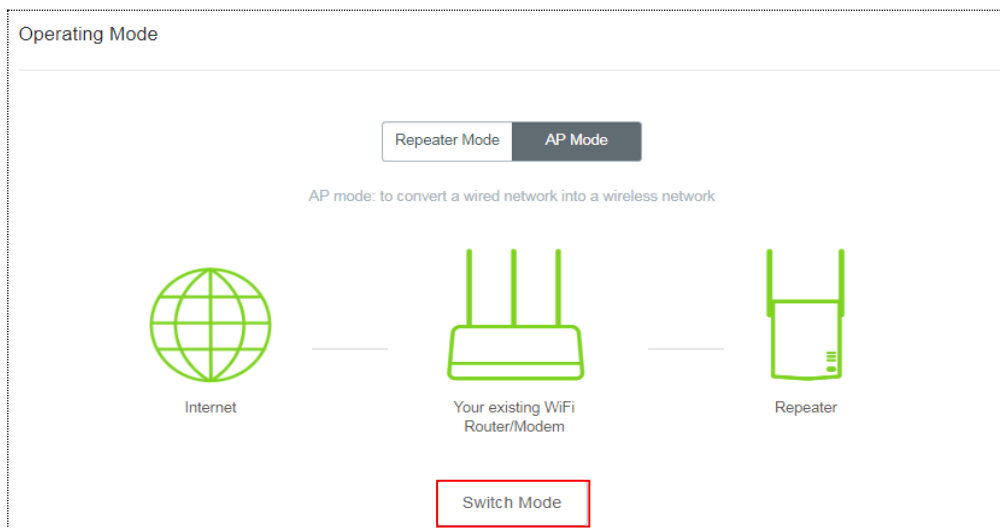 Operating Mode
Repeater Mode AP Mode
AP mode: to convert a wired network into a wireless network
Internet
Your existing WiFi
Router/Modem
Repeater
Switch Mode